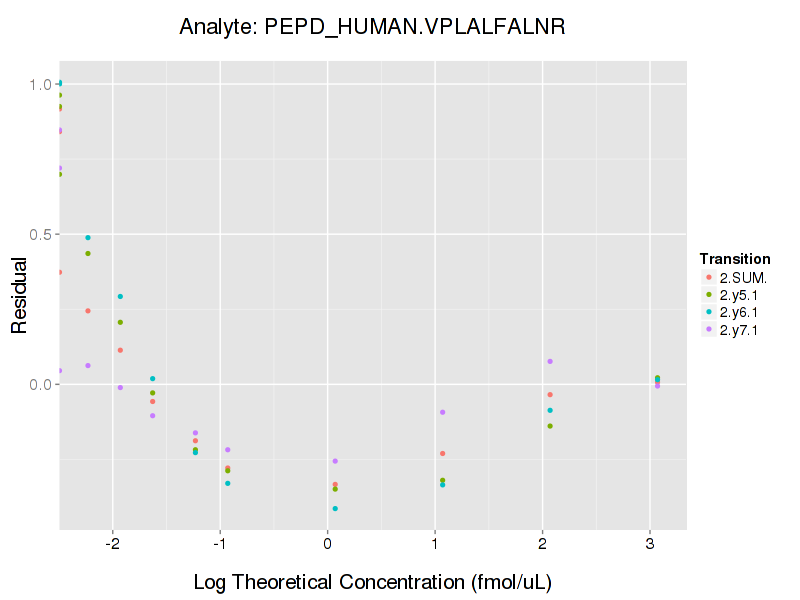 Analyte: PEPD_HUMAN.VPLALFALNR
1.0
0.5
0.0
Residual
-2
-1
0
1
2
3
Log Theoretical Concentration (fmol/uL)
Transition
2.SUM.
2.y5.1
2.y6.1
2.y7.1